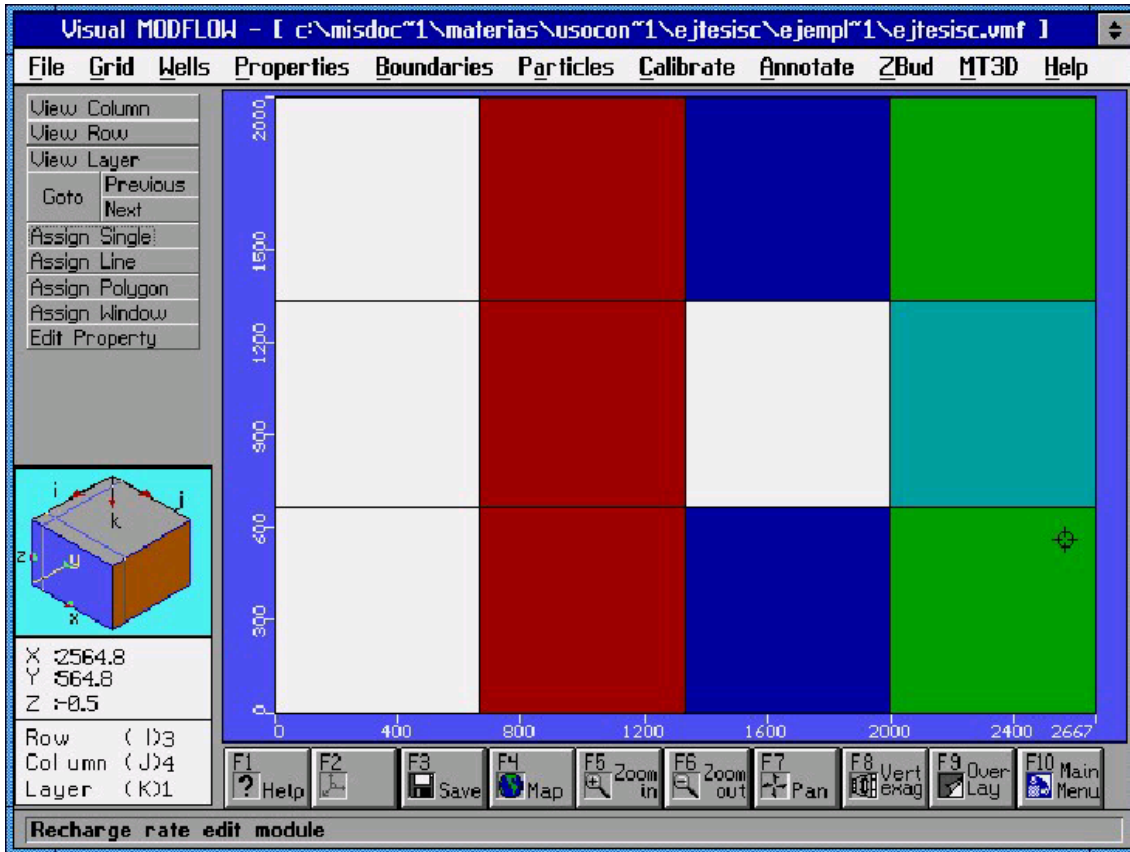 Visual MODFLOW - [ c:\misdoc~1\materias\usocon~1\ejtesisc\ejempl~1\ejtesisc.vmf ]
File Grid Wells Properties Boundaries Particles Calibrate Annotate ZBud MT3D Help
View Column
View Row
View Layer
Goto
Previous
Next
Assign Single
Assign Line
Assign Polygon
Assign Window
Edit Property
2000
1500
1200
900
600
300
0
0 400 800 1200 1600 2000 2400 2667
i
j
k
z
y
x
X :2564.8
Y :564.8
Z :-0.5
Row ( I)3
Column ( J)4
Layer ( K)1
F1 ? Help
F2
F3 Save
F4 Map
F5 Zoom in
F6 Zoom out
F7 Pan
F8 Vert exag
F9 Over Lay
F10 Main Menu
Recharge rate edit module